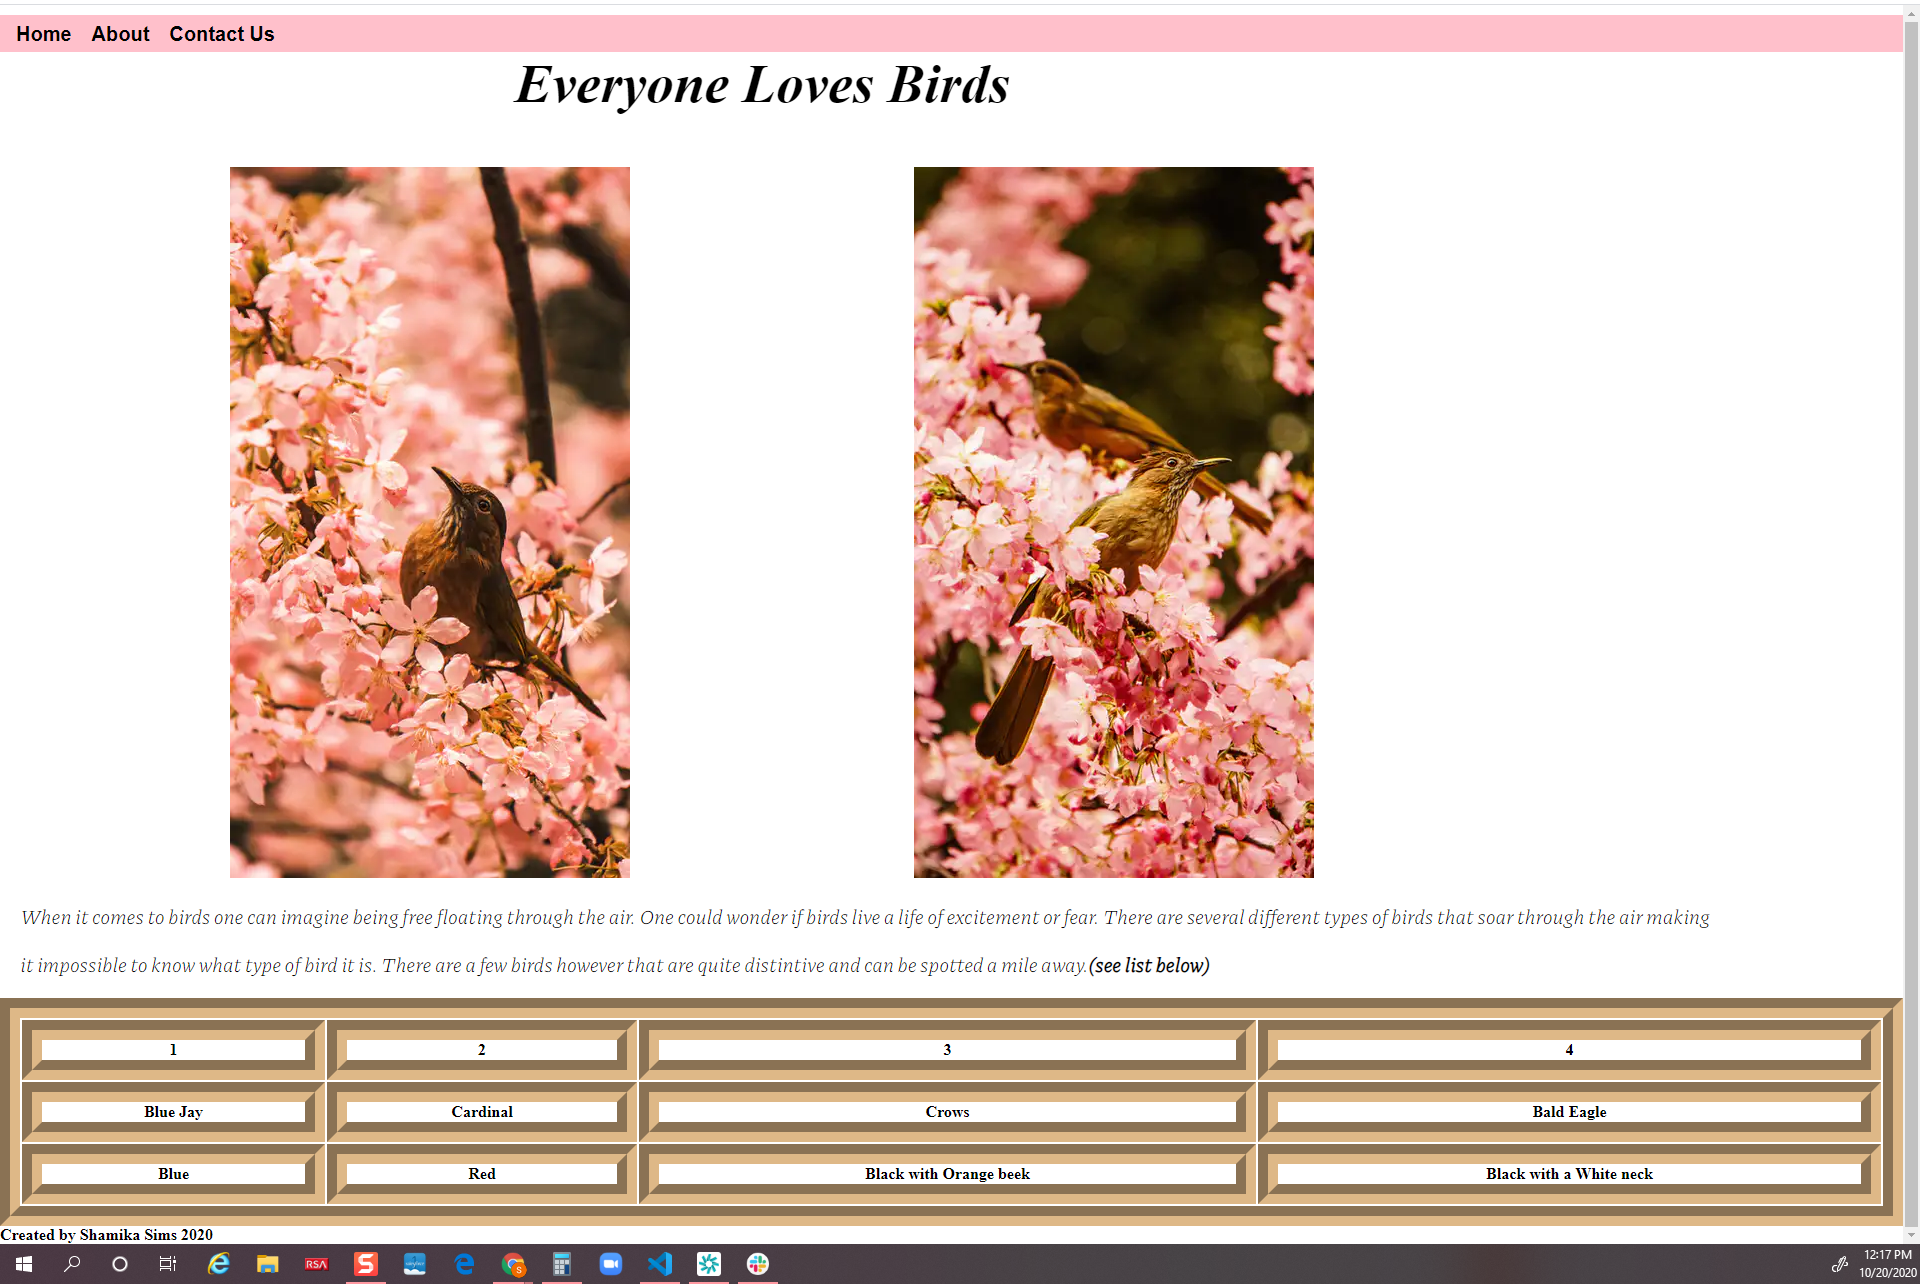 Home About Contact Us
Everyone Loves Birds
When it comes to birds one can imagine being free floating through the air. One could wonder if birds live a life of excitement or fear. There are several different types of birds that soar through the air making
it impossible to know what type of bird it is. There are a few birds however that are quite distintive and can be spotted a mile away.(see list below)
1 2 3 4
Blue Jay Cardinal Crows Bald Eagle
Blue Red Black with Orange beek Black with a White neck
Created by Shamika Sims 2020
RSA
12:17 PM
10/20/2020